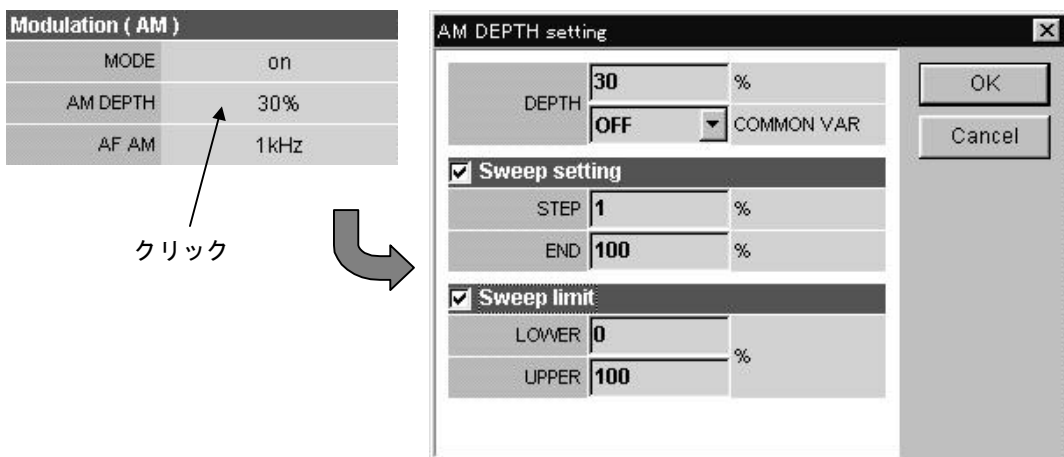 Modulation ( AM )
MODE on
AM DEPTH 30%
AF AM 1kHz
クリック
AM DEPTH setting
DEPTH 30 %
OFF COMMON VAR
Sweep setting
STEP 1 %
END 100 %
Sweep limit
LOWER 0 %
UPPER 100
OK
Cancel